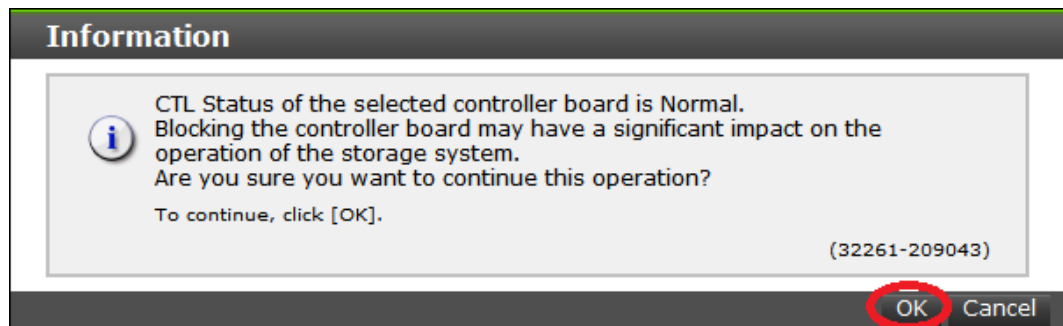 Information
CTL Status of the selected controller board is Normal.
Blocking the controller board may have a significant impact on the
operation of the storage system.
Are you sure you want to continue this operation?
To continue, click [OK].
(32261-209043)
OK Cancel